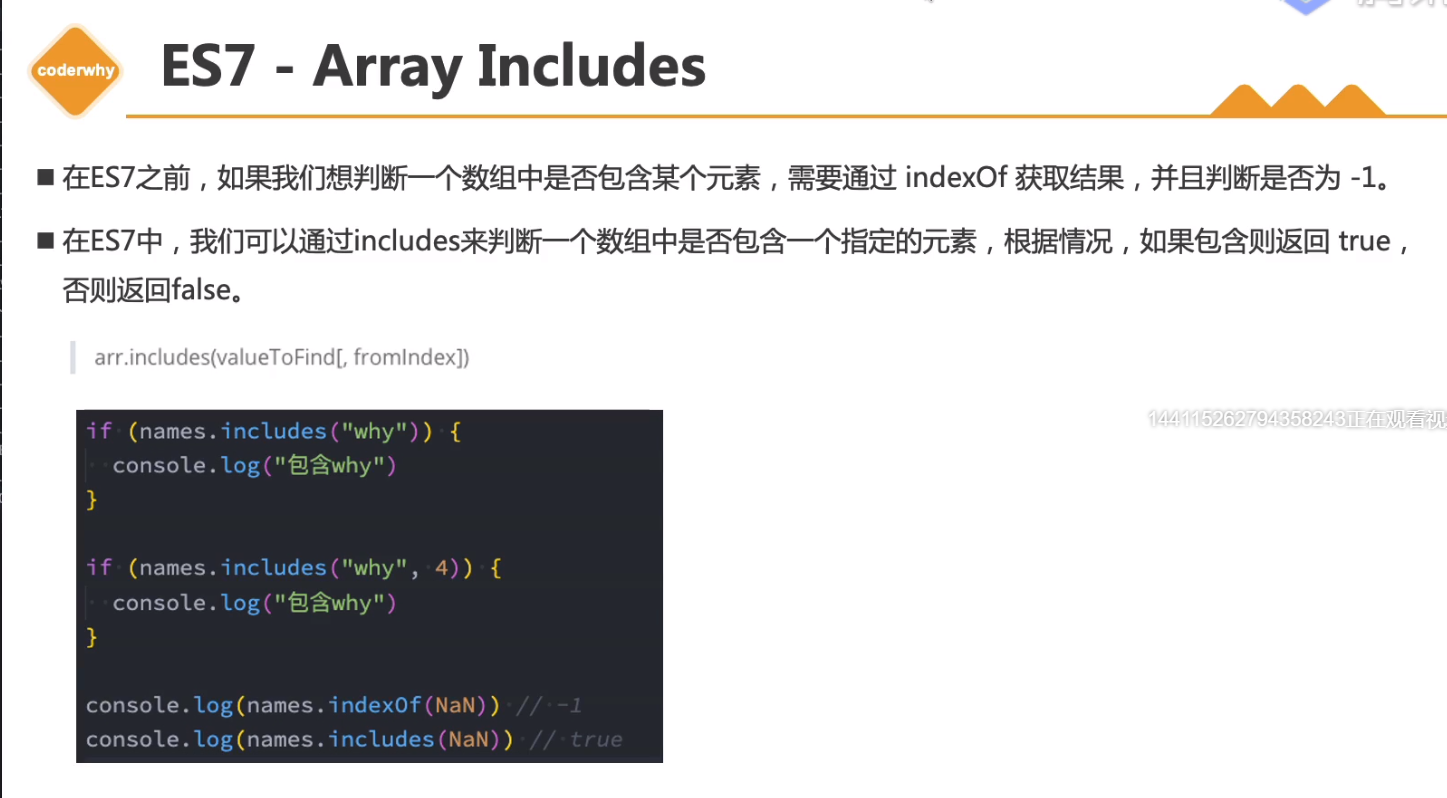 coderwhy
ES7 - Array Includes
■ 在ES7之前，如果我们想判断一个数组中是否包含某个元素，需要通过 indexOf 获取结果，并且判断是否为 -1。
■ 在ES7中，我们可以通过includes来判断一个数组中是否包含一个指定的元素，根据情况，如果包含则返回 true，
否则返回false。
arr.includes(valueToFind[, fromIndex])
144115262794358243正在观看视
if (names.includes("why")) {
  console.log("包含why")
}
if (names.includes("why", 4)) {
  console.log("包含why")
}
console.log(names.indexOf(NaN)) // -1
console.log(names.includes(NaN)) // true